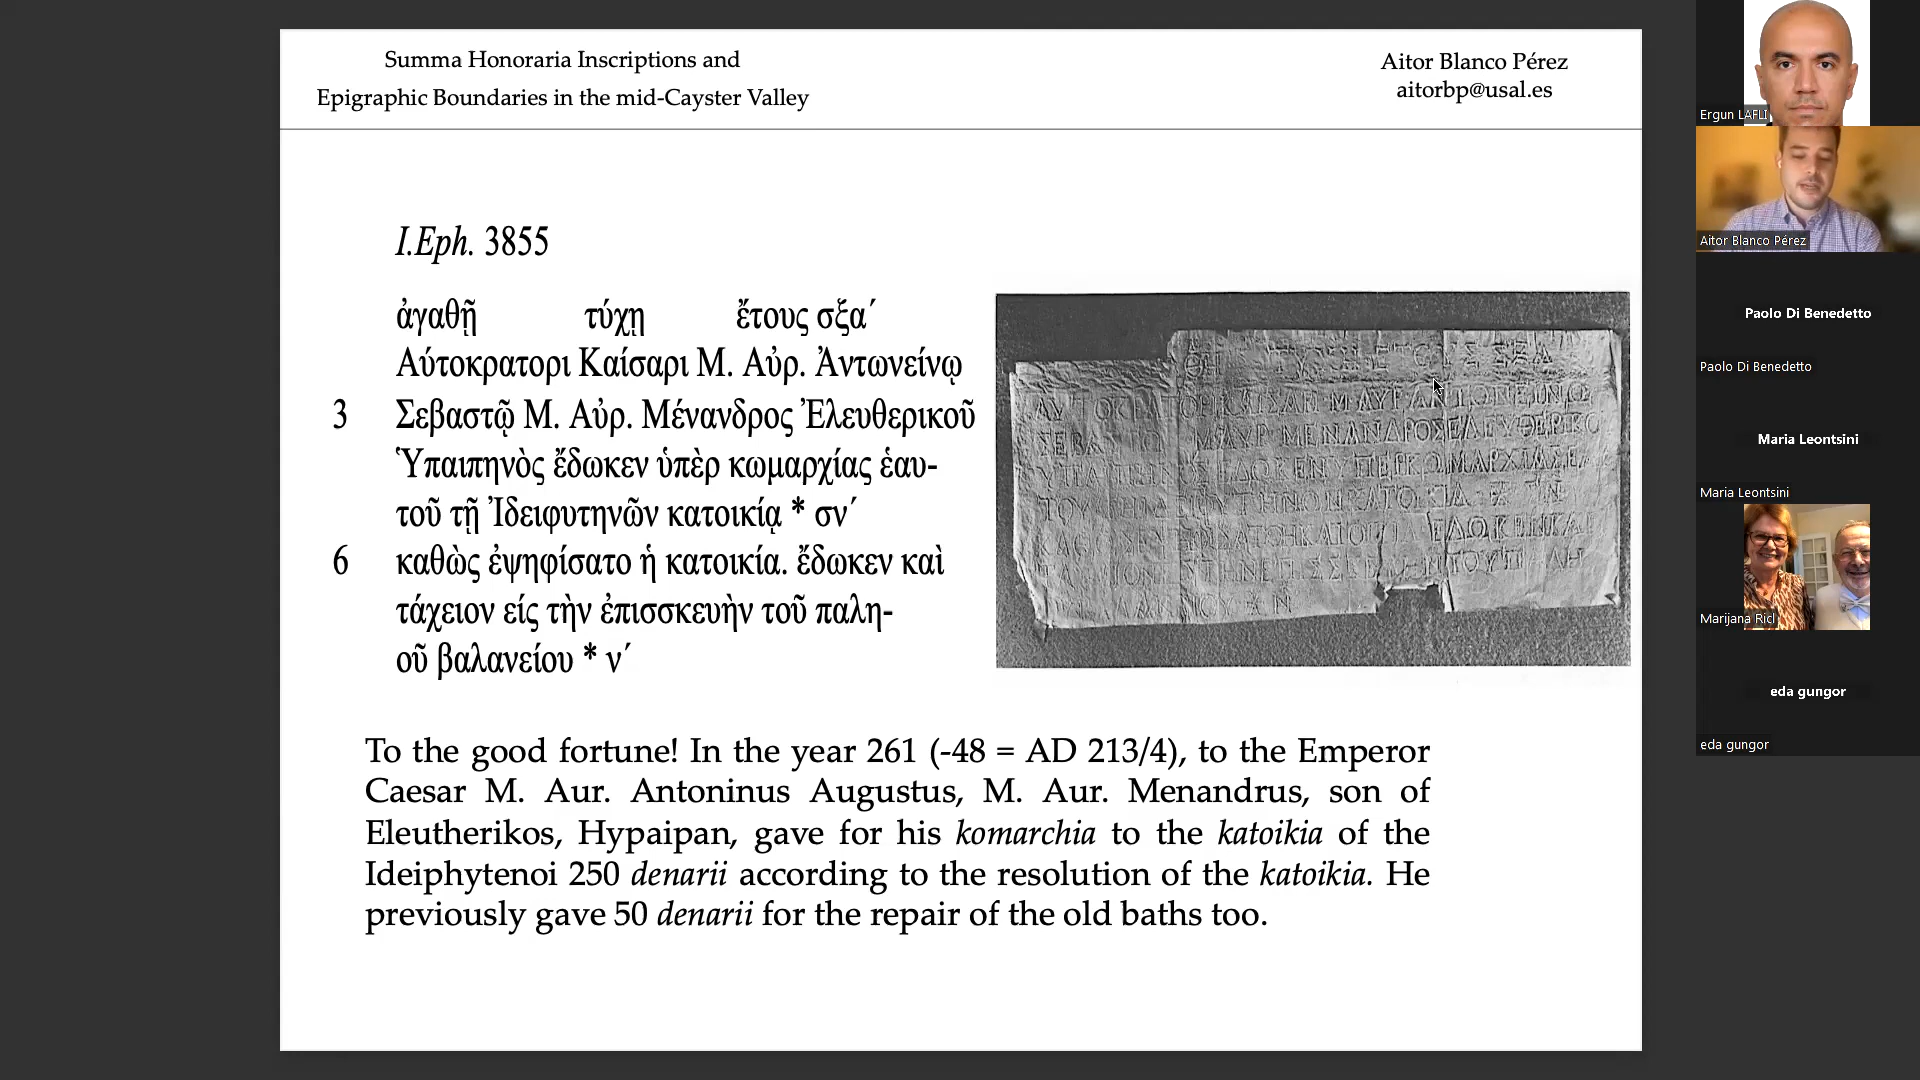 Summa Honoraria Inscriptions and
Epigraphic Boundaries in the mid-Cayster Valley
Aitor Blanco Pérez
aitorbp@usal.es
I.Eph. 3855
ἀγαθῇ τύχῃ ἔτους σξα´
Αύτοκρατορι Καίσαρι Μ. Αὐρ. Ἀντωνείνῳ
3 Σεβαστῷ Μ. Αὐρ. Μένανδρος Ἐλευθερικοῦ
Ὑπαιπηνὸς ἔδωκεν ὑπὲρ κωμαρχίας ἑαυ-
τοῦ τῇ Ἰδειφυτηνῶν κατοικίᾳ * σν´
6 καθὼς ἐψηφίσατο ἡ κατοικία. ἔδωκεν καὶ
τάχειον είς τὴν ἐπισσκευὴν τοῦ παλη-
οῦ βαλανείου * ν´
To the good fortune! In the year 261 (-48 = AD 213/4), to the Emperor
Caesar M. Aur. Antoninus Augustus, M. Aur. Menandrus, son of
Eleutherikos, Hypaipan, gave for his komarchia to the katoikia of the
Ideiphytenoi 250 denarii according to the resolution of the katoikia. He
previously gave 50 denarii for the repair of the old baths too.
Ergun LAFLI
Aitor Blanco Pérez
Paolo Di Benedetto
Paolo Di Benedetto
Maria Leontsini
Maria Leontsini
Marijana Ricl
eda gungor
eda gungor